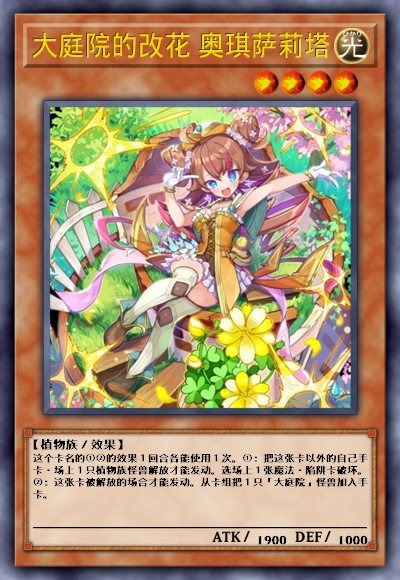 大庭院的改花 奥琪萨莉塔
光
【植物族／效果】
这个卡名的①②的效果１回合各能使用１次。①：把这张卡以外的自己手
卡·场上１只植物族怪兽解放才能发动。选场上１张魔法·陷阱卡破坏。
②：这张卡被解放的场合才能发动。从卡组把１只「大庭院」怪兽加入手
卡。
ATK/ 1900 DEF/ 1000